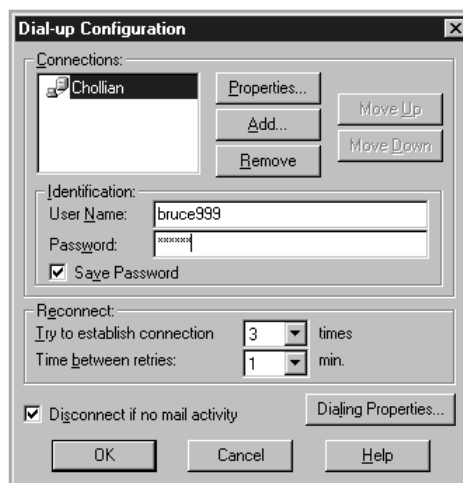 Dial-up Configuration
Connections:
Chollian
Properties...
Add...
Remove
Move Up
Move Down
Identification:
User Name: bruce999
Password: xxxxxx
Save Password
Reconnect:
Try to establish connection 3 times
Time between retries: 1 min.
Disconnect if no mail activity
Dialing Properties...
OK Cancel Help